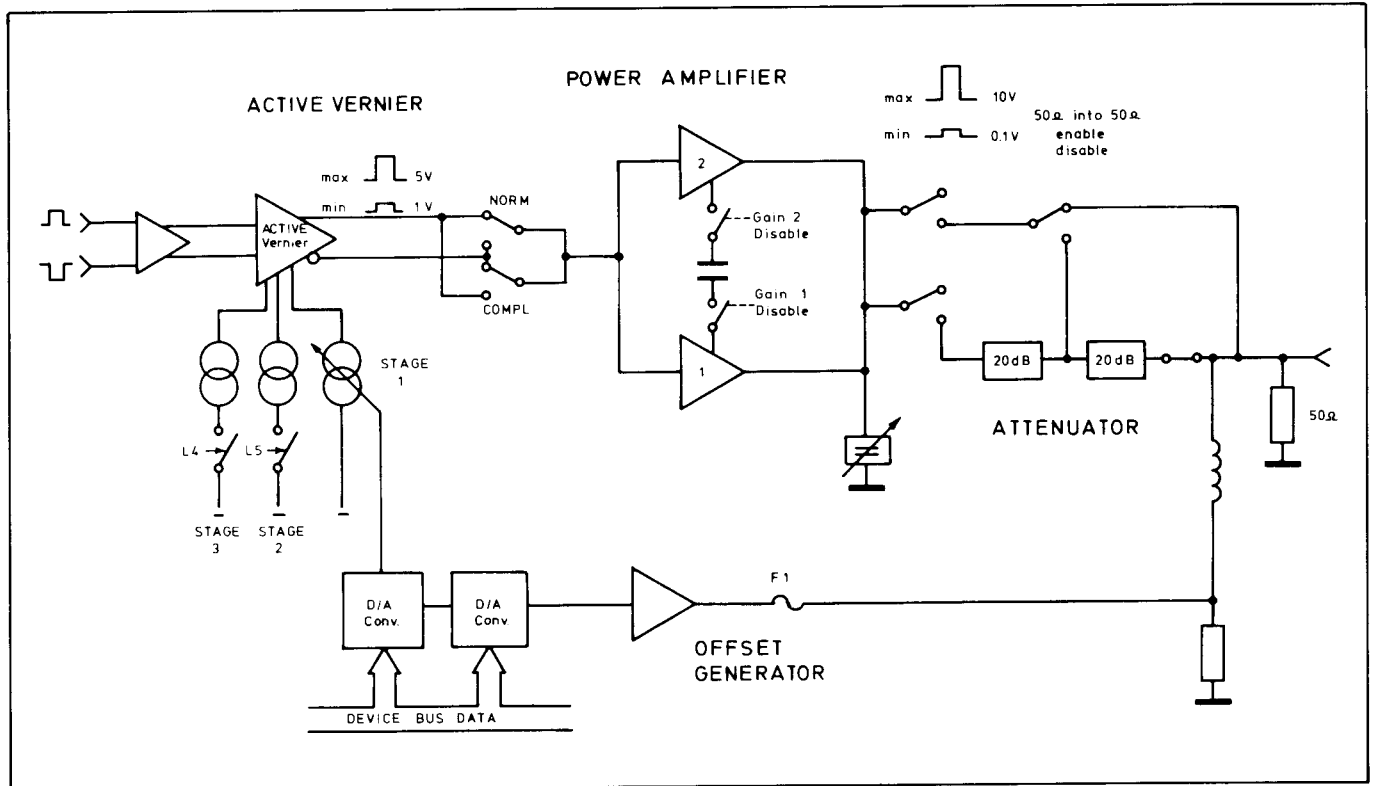 POWER AMPLIFIER
ACTIVE VERNIER
max 10V
50Ω into 50Ω
min 0.1V
enable
disable
max 5V
min 1V
NORM
2
Gain 2
Disable
ACTIVE
Vernier
COMPL
Gain 1
Disable
1
STAGE
1
20dB
20dB
50Ω
ATTENUATOR
L4
L5
STAGE
3
STAGE
2
F1
D/A
Conv.
D/A
Conv.
OFFSET
GENERATOR
DEVICE BUS DATA